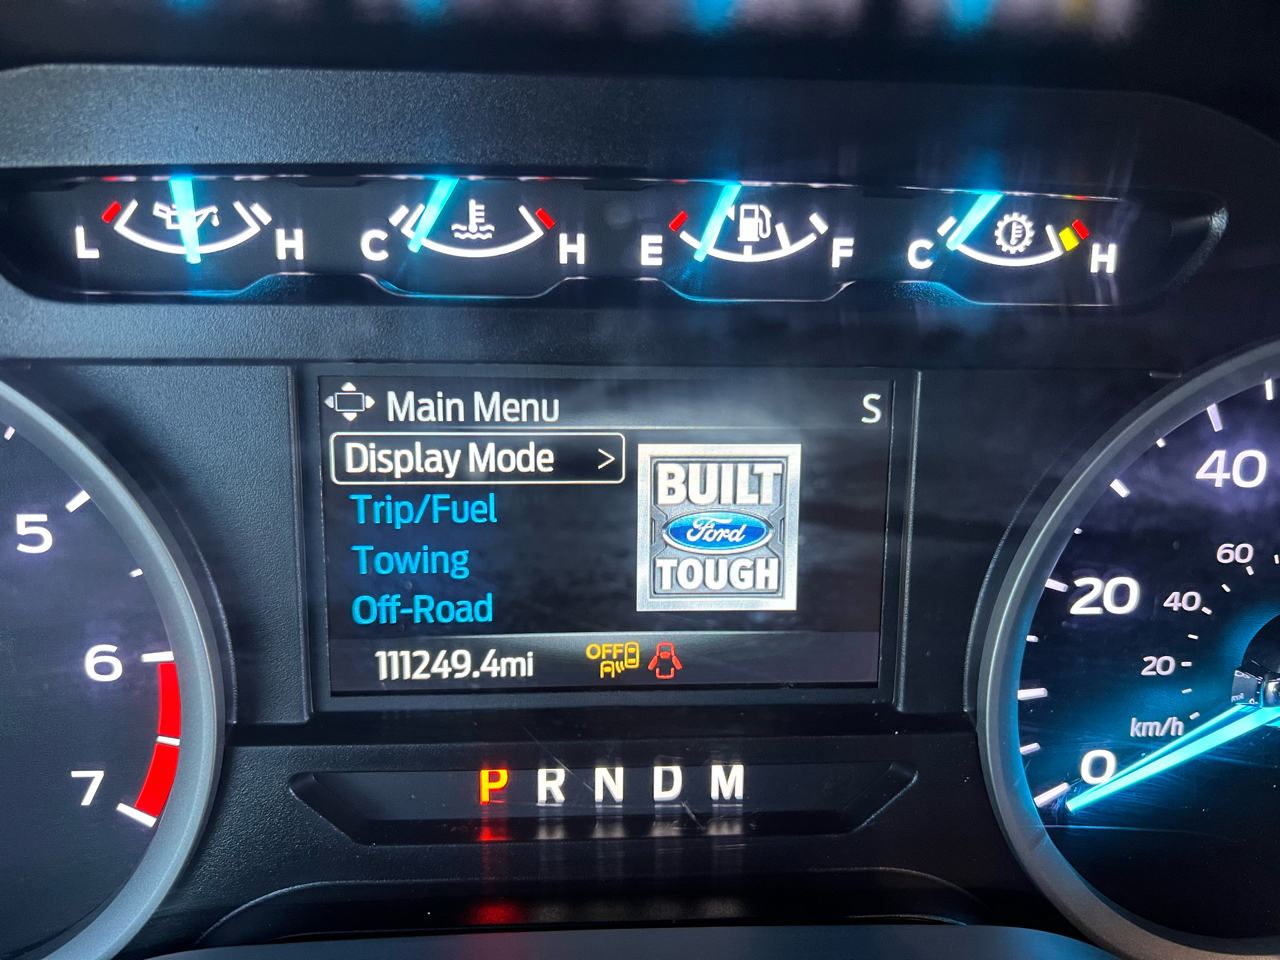 L H C H E F C H
Main Menu S
Display Mode >
Trip/Fuel
Towing
Off-Road
BUILT
Ford
TOUGH
111249.4mi OFF
P R N D M
5
6
7
40
20
0
60
40
20
km/h